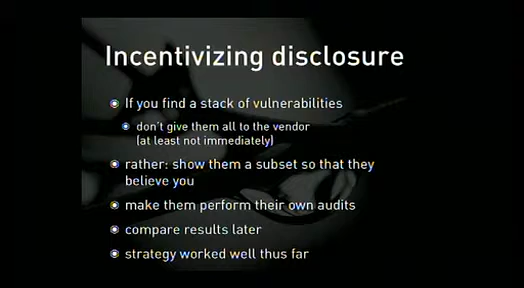 Incentivizing disclosure
If you find a stack of vulnerabilities
don't give them all to the vendor
(at least not immediately)
rather: show them a subset so that they
believe you
make them perform their own audits
compare results later
strategy worked well thus far